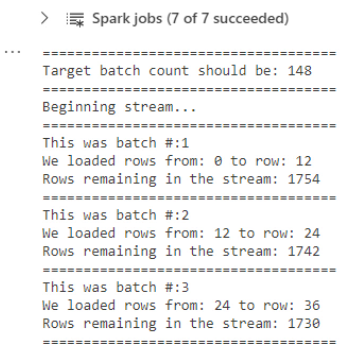 Spark jobs (7 of 7 succeeded)
...
====================================
Target batch count should be: 148
====================================
Beginning stream...
====================================
This was batch #:1
We loaded rows from: 0 to row: 12
Rows remaining in the stream: 1754
====================================
This was batch #:2
We loaded rows from: 12 to row: 24
Rows remaining in the stream: 1742
====================================
This was batch #:3
We loaded rows from: 24 to row: 36
Rows remaining in the stream: 1730
====================================